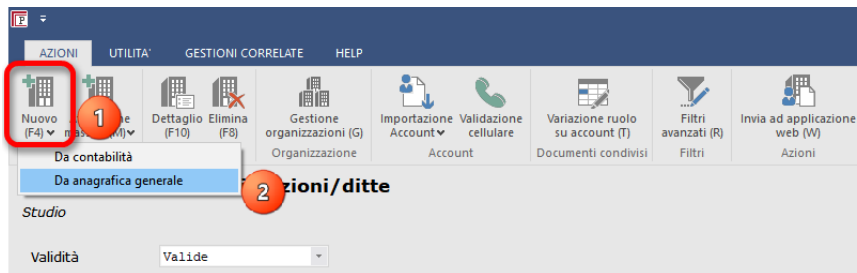 P
AZIONI UTILITA' GESTIONI CORRELATE HELP
Nuovo Dettaglio Elimina Gestione Importazione Validazione Variazione ruolo Filtri Invia ad applicazione
(F4) (M) (F10) (F8) organizzazioni (G) Account cellulare su account (T) avanzati (R) web (W)
1
Da contabilità Organizzazione Account Documenti condivisi Filtri Azioni
Da anagrafica generale
2
zioni/ditte
Studio
Validità Valide